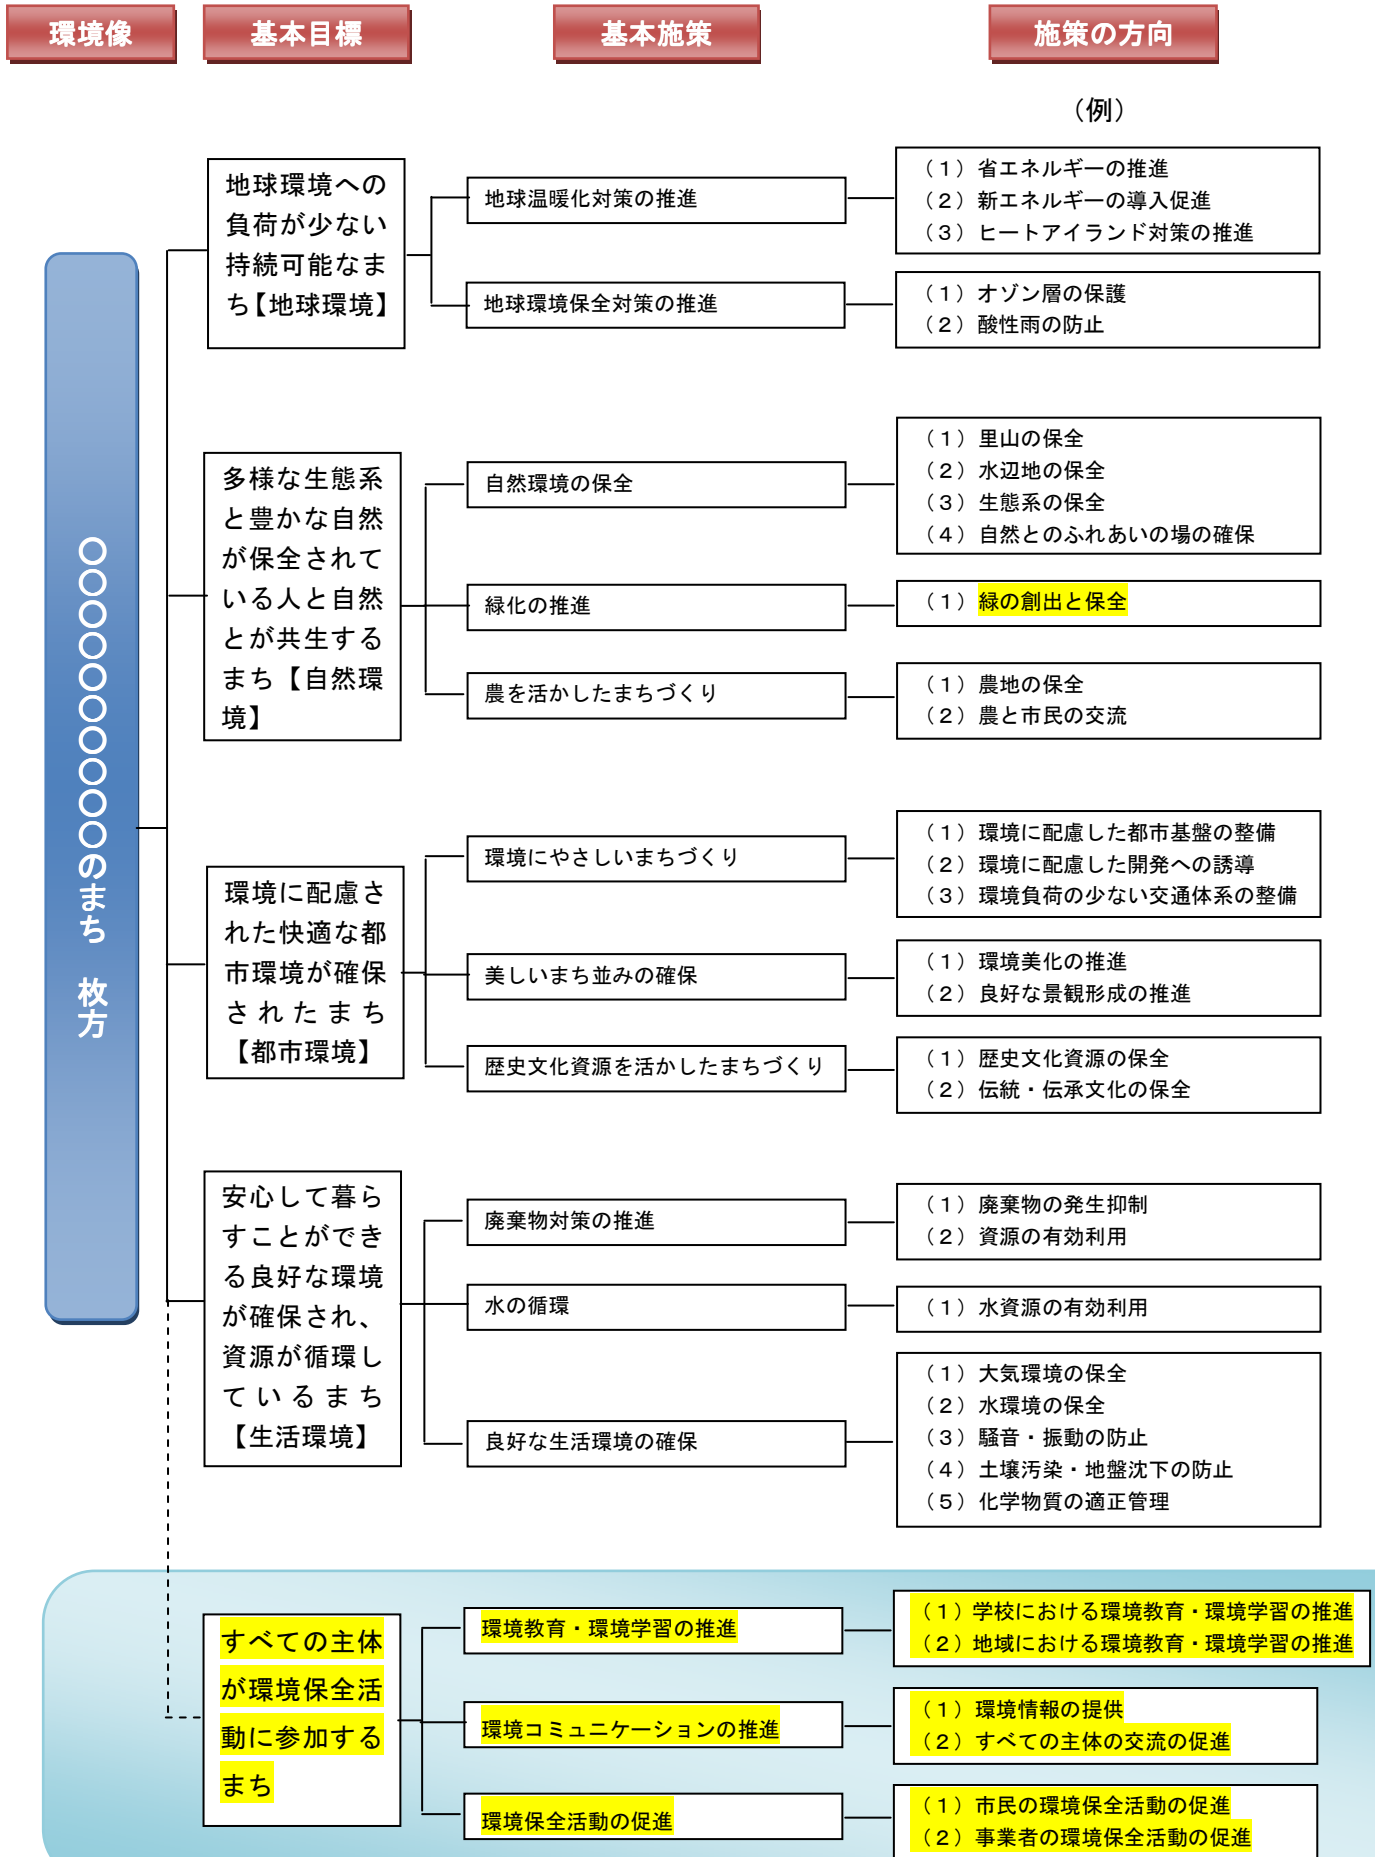 環境像
基本目標
基本施策
施策の方向
（例）
〇〇〇〇〇〇〇〇〇〇のまち　枚方
地球環境への
負荷が少ない
持続可能なま
ち【地球環境】
地球温暖化対策の推進
（１）省エネルギーの推進
（２）新エネルギーの導入促進
（３）ヒートアイランド対策の推進
地球環境保全対策の推進
（１）オゾン層の保護
（２）酸性雨の防止
多様な生態系
と豊かな自然
が保全されて
いる人と自然
とが共生する
まち【自然環
境】
自然環境の保全
（１）里山の保全
（２）水辺地の保全
（３）生態系の保全
（４）自然とのふれあいの場の確保
緑化の推進
（１）緑の創出と保全
農を活かしたまちづくり
（１）農地の保全
（２）農と市民の交流
環境に配慮さ
れた快適な都
市環境が確保
されたまち
【都市環境】
環境にやさしいまちづくり
（１）環境に配慮した都市基盤の整備
（２）環境に配慮した開発への誘導
（３）環境負荷の少ない交通体系の整備
美しいまち並みの確保
（１）環境美化の推進
（２）良好な景観形成の推進
歴史文化資源を活かしたまちづくり
（１）歴史文化資源の保全
（２）伝統・伝承文化の保全
安心して暮ら
すことができ
る良好な環境
が確保され、
資源が循環し
ているまち
【生活環境】
廃棄物対策の推進
（１）廃棄物の発生抑制
（２）資源の有効利用
水の循環
（１）水資源の有効利用
良好な生活環境の確保
（１）大気環境の保全
（２）水環境の保全
（３）騒音・振動の防止
（４）土壌汚染・地盤沈下の防止
（５）化学物質の適正管理
すべての主体
が環境保全活
動に参加する
まち
環境教育・環境学習の推進
（１）学校における環境教育・環境学習の推進
（２）地域における環境教育・環境学習の推進
環境コミュニケーションの推進
（１）環境情報の提供
（２）すべての主体の交流の促進
環境保全活動の促進
（１）市民の環境保全活動の促進
（２）事業者の環境保全活動の促進